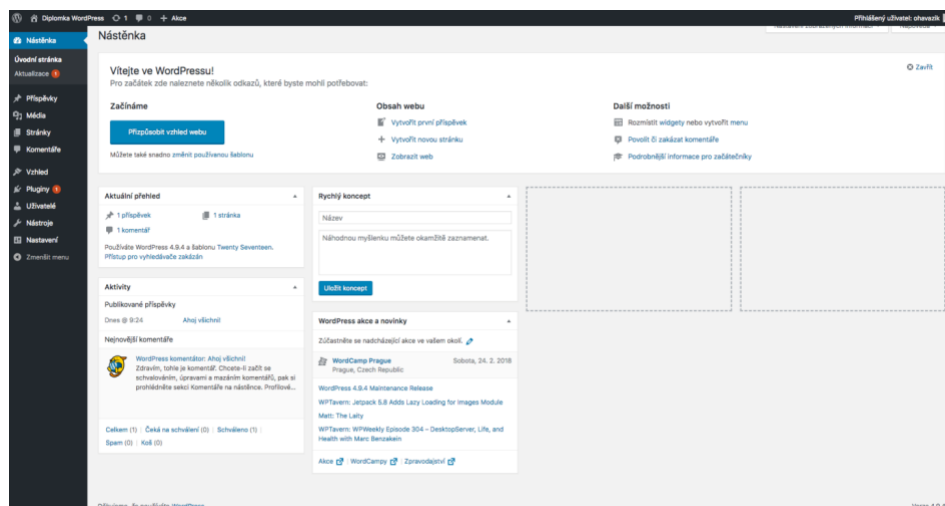 Diplomka WordPress 1 0 + Akce
Přihlášený uživatel: ohavazik
Nástěnka
Úvodní stránka
Aktualizace 1
Příspěvky
Média
Stránky
Komentáře
Vzhled
Pluginy 1
Uživatelé
Nástroje
Nastavení
Zmenšit menu
Nástěnka
Vítejte ve WordPressu!
Zavřít
Pro začátek zde naleznete několik odkazů, které byste mohli potřebovat:
Začínáme
Přizpůsobit vzhled webu
Můžete také snadno změnit používanou šablonu
Obsah webu
Vytvořit první příspěvek
Vytvořit novou stránku
Zobrazit web
Další možnosti
Rozmístit widgety nebo vytvořit menu
Povolit či zakázat komentáře
Podrobnější informace pro začátečníky
Aktuální přehled
1 příspěvek 1 stránka
1 komentář
Používáte WordPress 4.9.4 a šablonu Twenty Seventeen.
Přístup pro vyhledávače zakázán
Aktivity
Publikované příspěvky
Dnes @ 9:24 Ahoj všichni!
Nejnovější komentáře
WordPress komentátor: Ahoj všichni!
Zdravím, tohle je komentář. Chcete-li začít se
schvalováním, úpravami a mazáním komentářů, pak si
prohlédněte sekci Komentáře na nástěnce. Profilové...
Celkem (1) | Čeká na schválení (0) | Schváleno (1) |
Spam (0) | Koš (0)
Rychlý koncept
Název
Náhodnou myšlenku můžete okamžitě zaznamenat.
Uložit koncept
WordPress akce a novinky
Zúčastněte se nadcházející akce ve vašem okolí.
WordCamp Prague Sobota, 24. 2. 2018
Prague, Czech Republic
WordPress 4.9.4 Maintenance Release
WPTavern: Jetpack 5.8 Adds Lazy Loading for Images Module
Matt: The Laity
WPTavern: WPWeekly Episode 304 – DesktopServer, Life, and
Health with Marc Benzakein
Akce | WordCampy | Zpravodajství